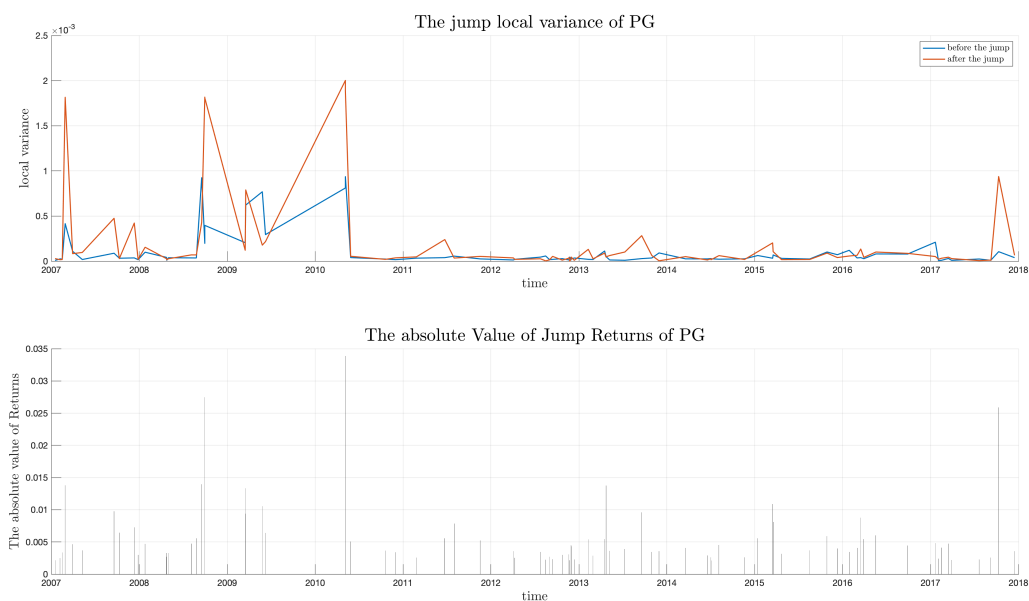 The jump local variance of PG
×10⁻³
2.5
2
1.5
1
0.5
0
local variance
before the jump
after the jump
2007 2008 2009 2010 2011 2012 2013 2014 2015 2016 2017 2018
time
The absolute Value of Jump Returns of PG
0.035
0.03
0.025
0.02
0.015
0.01
0.005
0
The absolute value of Returns
2007 2008 2009 2010 2011 2012 2013 2014 2015 2016 2017 2018
time